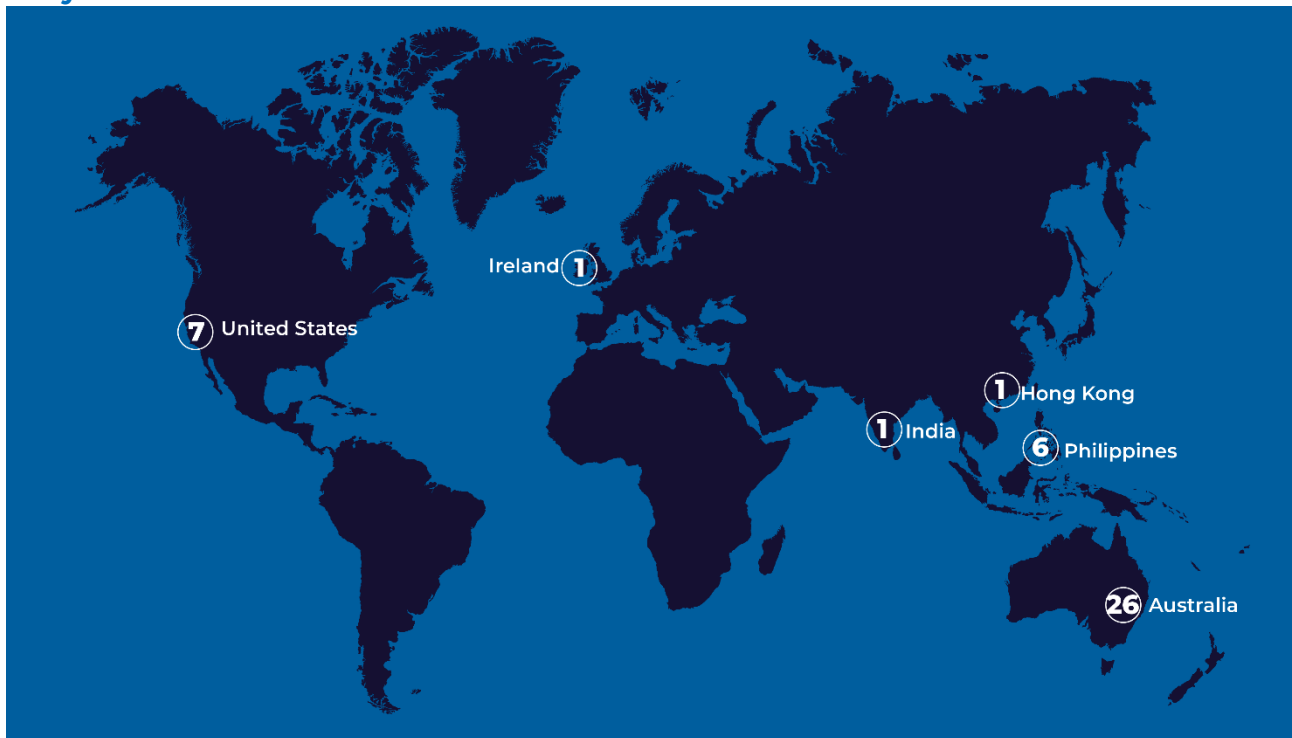 Ireland 1
7 United States
1 Hong Kong
1 India
6 Philippines
26 Australia